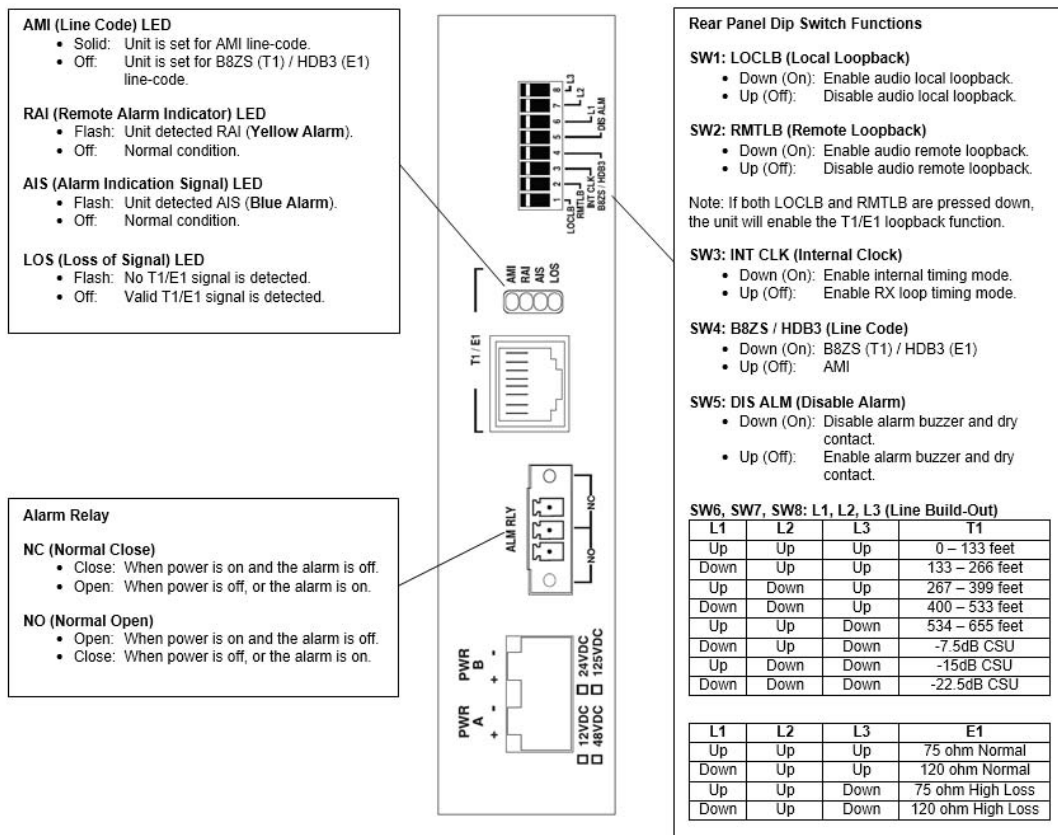 AMI (Line Code) LED
• Solid: Unit is set for AMI line-code.
• Off: Unit is set for B8ZS (T1) / HDB3 (E1)
line-code.
RAI (Remote Alarm Indicator) LED
• Flash: Unit detected RAI (Yellow Alarm).
• Off: Normal condition.
AIS (Alarm Indication Signal) LED
• Flash: Unit detected AIS (Blue Alarm).
• Off: Normal condition.
LOS (Loss of Signal) LED
• Flash: No T1/E1 signal is detected.
• Off: Valid T1/E1 signal is detected.
Alarm Relay
NC (Normal Close)
• Close: When power is on and the alarm is off.
• Open: When power is off, or the alarm is on.
NO (Normal Open)
• Open: When power is on and the alarm is off.
• Close: When power is off, or the alarm is on.
1 2 3 4 5 6 7 8
LOCLB
RMTLB
INT CLK
B8ZS / HDB3
DIS ALM
L1
L2
L3
AMI
RAI
AIS
LOS
T1 / E1
ALM RLY
NO
NC
PWR A
+ -
PWR B
+ -
12VDC
48VDC
24VDC
125VDC
Rear Panel Dip Switch Functions
SW1: LOCLB (Local Loopback)
• Down (On): Enable audio local loopback.
• Up (Off): Disable audio local loopback.
SW2: RMTLB (Remote Loopback)
• Down (On): Enable audio remote loopback.
• Up (Off): Disable audio remote loopback.
Note: If both LOCLB and RMTLB are pressed down,
the unit will enable the T1/E1 loopback function.
SW3: INT CLK (Internal Clock)
• Down (On): Enable internal timing mode.
• Up (Off): Enable RX loop timing mode.
SW4: B8ZS / HDB3 (Line Code)
• Down (On): B8ZS (T1) / HDB3 (E1)
• Up (Off): AMI
SW5: DIS ALM (Disable Alarm)
• Down (On): Disable alarm buzzer and dry
contact.
• Up (Off): Enable alarm buzzer and dry
contact.
SW6, SW7, SW8: L1, L2, L3 (Line Build-Out)
L1 L2 L3 T1
Up Up Up 0 – 133 feet
Down Up Up 133 – 266 feet
Up Down Up 267 – 399 feet
Down Down Up 400 – 533 feet
Up Up Down 534 – 655 feet
Down Up Down -7.5dB CSU
Up Down Down -15dB CSU
Down Down Down -22.5dB CSU
L1 L2 L3 E1
Up Up Up 75 ohm Normal
Down Up Up 120 ohm Normal
Up Up Down 75 ohm High Loss
Down Up Down 120 ohm High Loss